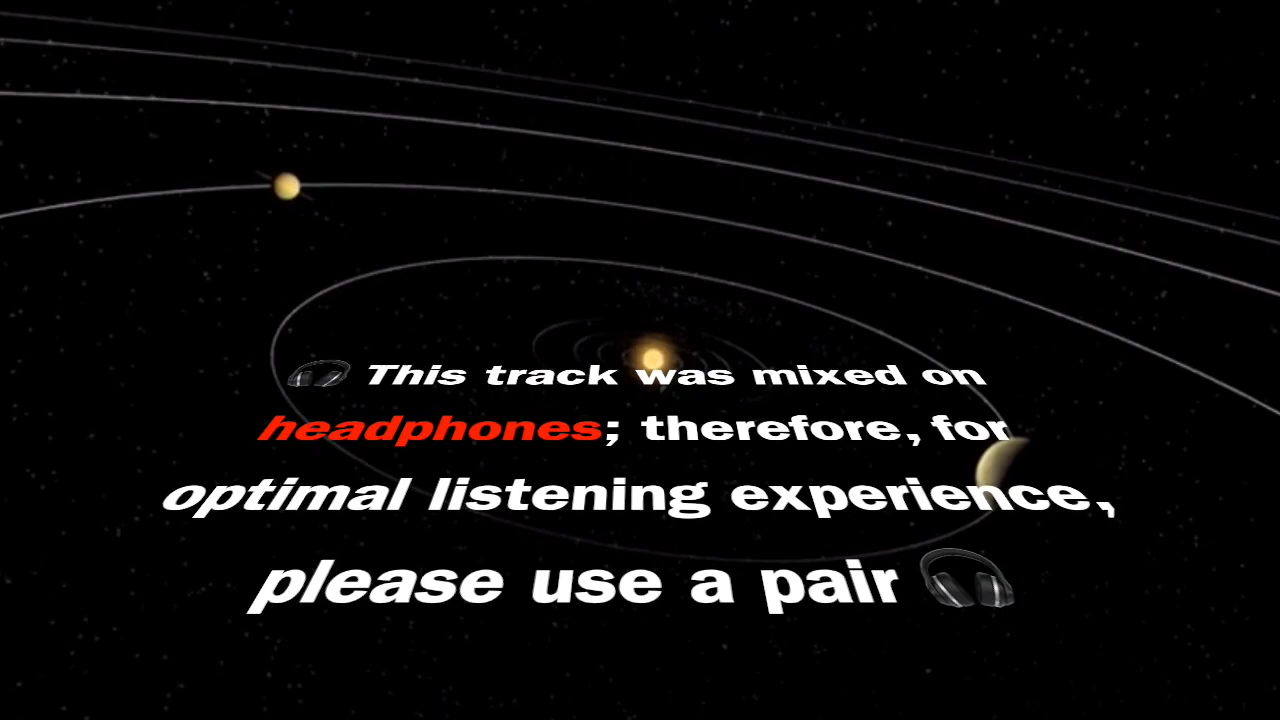 🎧 This track was mixed on
headphones; therefore, for
optimal listening experience,
please use a pair 🎧